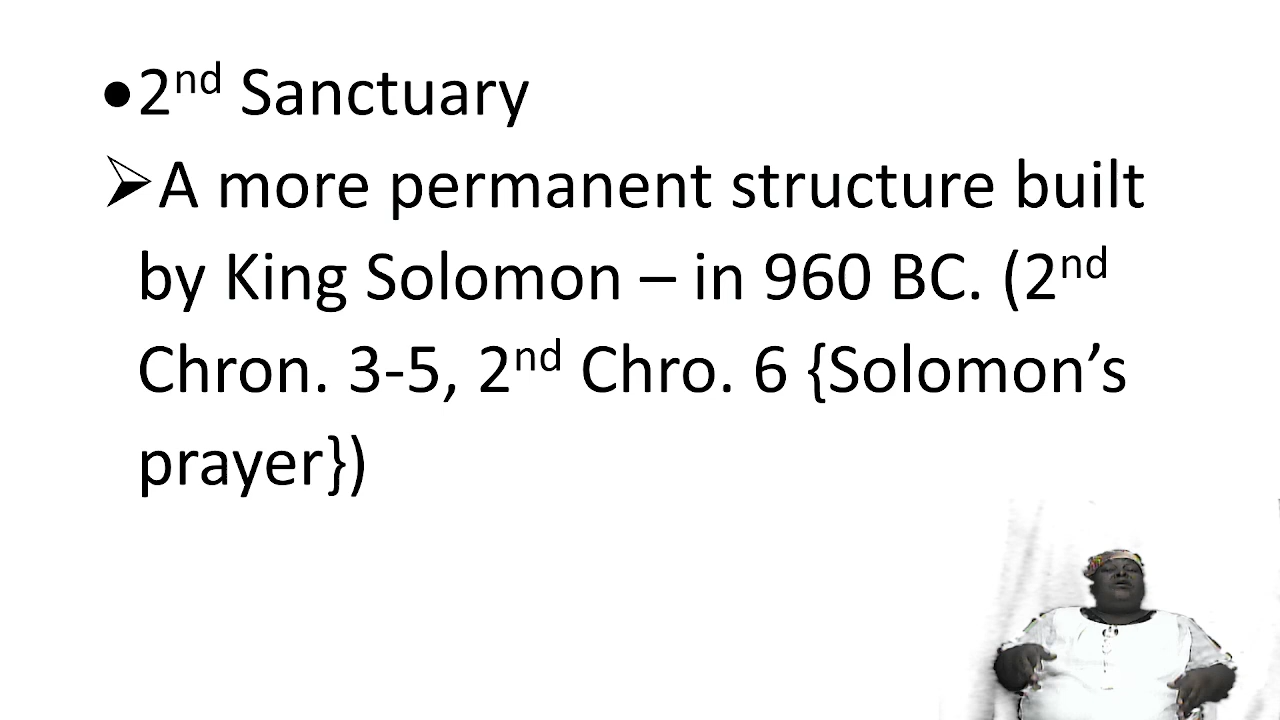 •2nd Sanctuary
➢A more permanent structure built
by King Solomon – in 960 BC. (2nd
Chron. 3-5, 2nd Chro. 6 {Solomon’s
prayer})